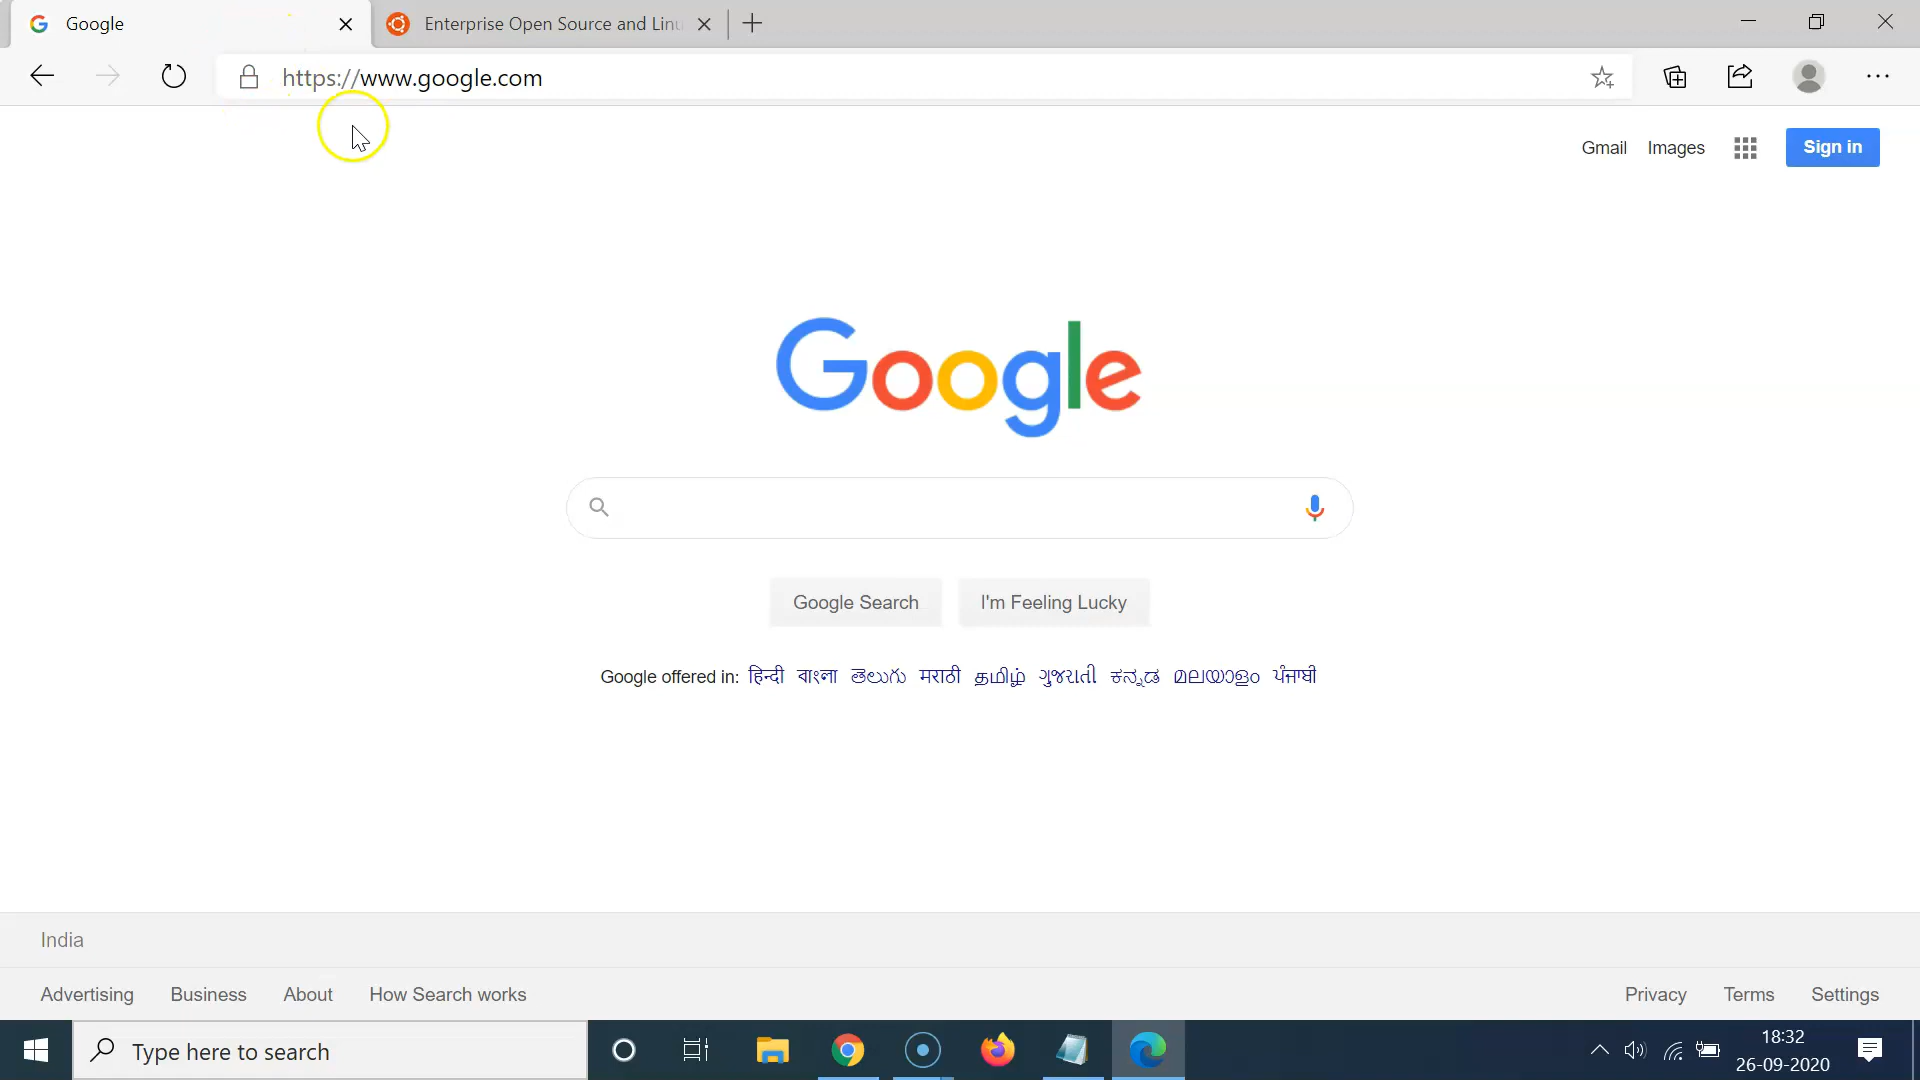 Google
Enterprise Open Source and Linu
https://www.google.com
Gmail Images Sign in
Google
Google Search I'm Feeling Lucky
Google offered in: हिन्दी বাংলা తెలుగు मराठी தமிழ் ગુજરાતી ಕನ್ನಡ മലയാളം ਪੰਜਾਬੀ
India
Advertising Business About How Search works Privacy Terms Settings
Type here to search
18:32
26-09-2020